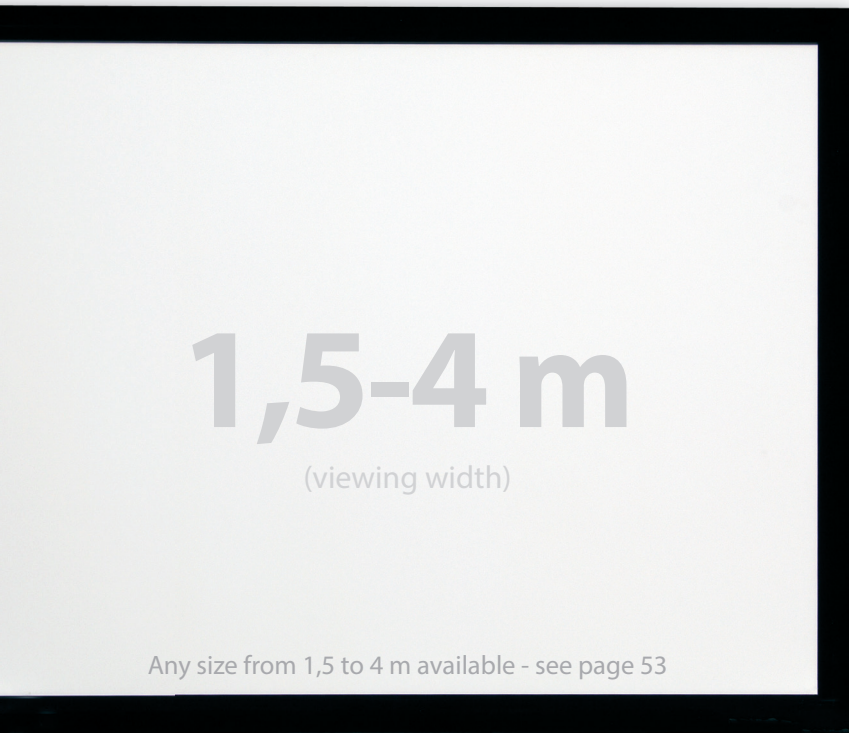 1,5-4 m
(viewing width)
Any size from 1,5 to 4 m available - see page 53